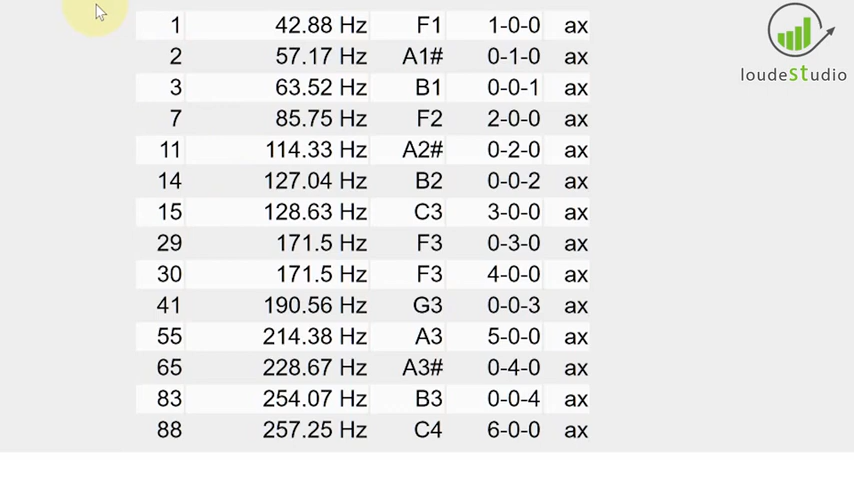 1 42.88 Hz F1 1-0-0 ax
2 57.17 Hz A1# 0-1-0 ax
3 63.52 Hz B1 0-0-1 ax
7 85.75 Hz F2 2-0-0 ax
11 114.33 Hz A2# 0-2-0 ax
14 127.04 Hz B2 0-0-2 ax
15 128.63 Hz C3 3-0-0 ax
29 171.5 Hz F3 0-3-0 ax
30 171.5 Hz F3 4-0-0 ax
41 190.56 Hz G3 0-0-3 ax
55 214.38 Hz A3 5-0-0 ax
65 228.67 Hz A3# 0-4-0 ax
83 254.07 Hz B3 0-0-4 ax
88 257.25 Hz C4 6-0-0 ax
loudestudio